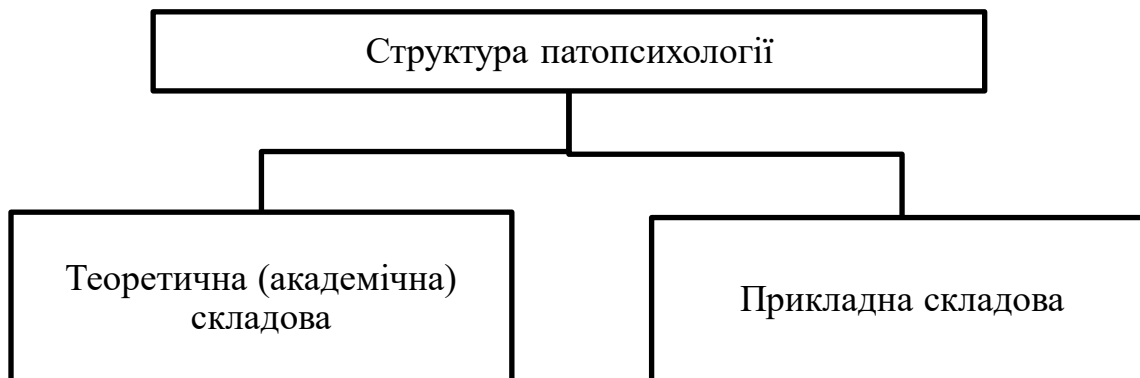 Структура патопсихології
Теоретична (академічна)
складова
Прикладна складова